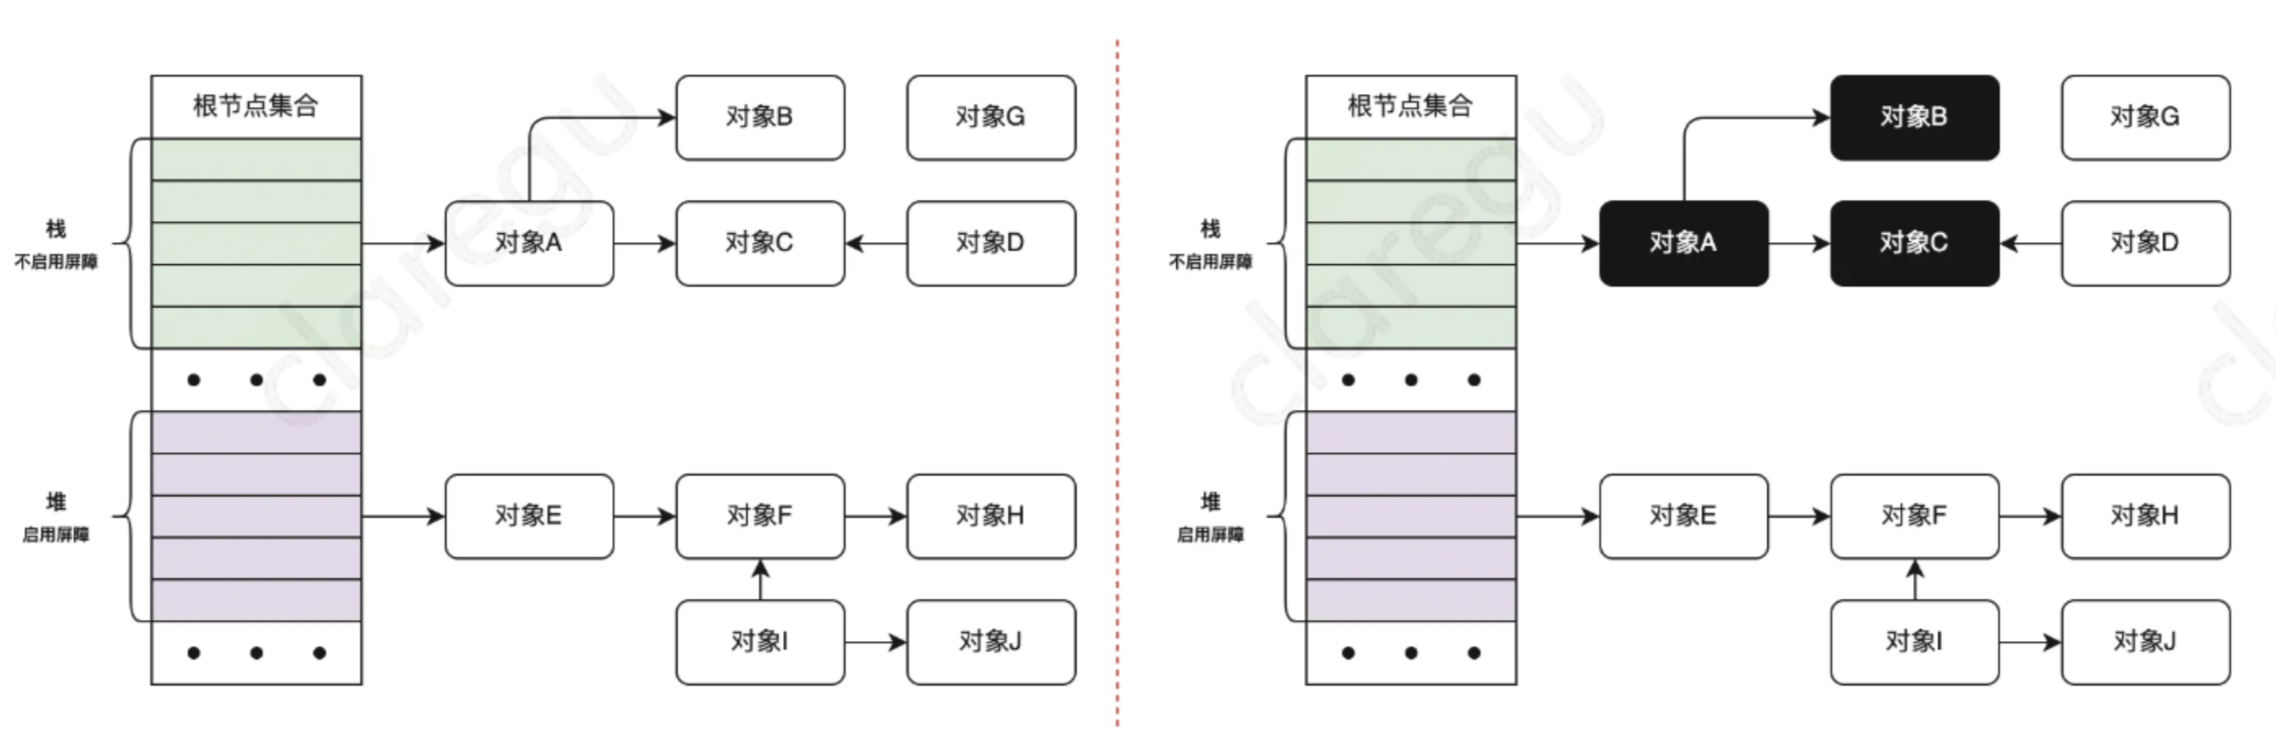 根节点集合
对象B
对象G
栈
不启用屏障
对象A
对象C
对象D
堆
启用屏障
对象E
对象F
对象H
对象I
对象J
根节点集合
对象B
对象G
栈
不启用屏障
对象A
对象C
对象D
堆
启用屏障
对象E
对象F
对象H
对象I
对象J
claregu
claregu
cl